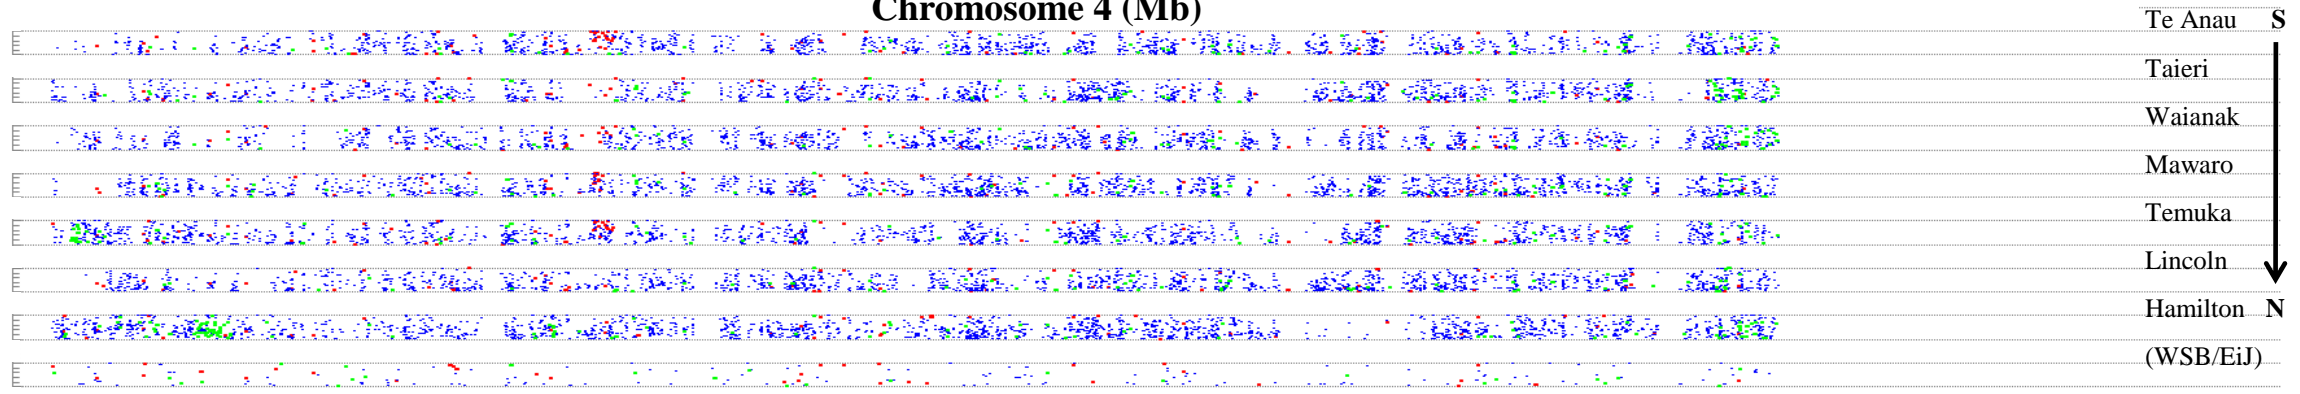 Chromosome 4 (Mb)
Te Anau S
Taieri
Waianak
Mawaro
Temuka
Lincoln
Hamilton N
(WSB/EiJ)